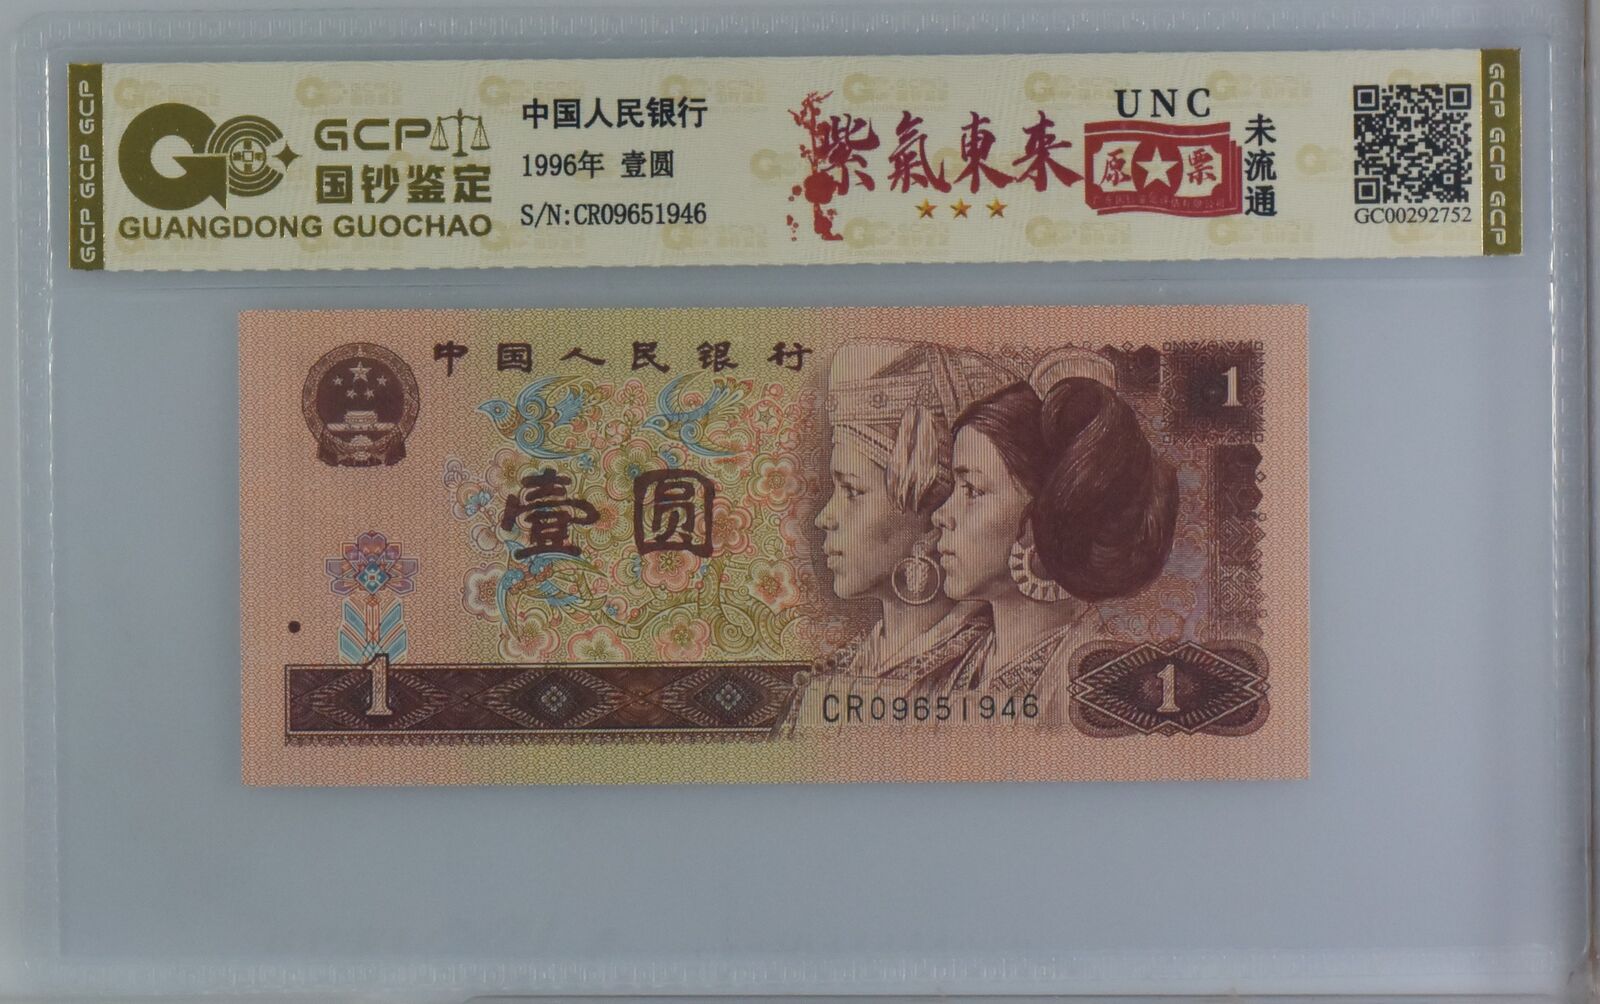 GCP GCP GCP
GCP
国钞鉴定
GUANGDONG GUOCHAO
中国人民银行
1996年 壹圆
S/N:CR09651946
紫氣東来
UNC
原票
未流通
GC00292752
GCP GCP GCP
中国人民银行
1
壹圆
1
CR09651946
1